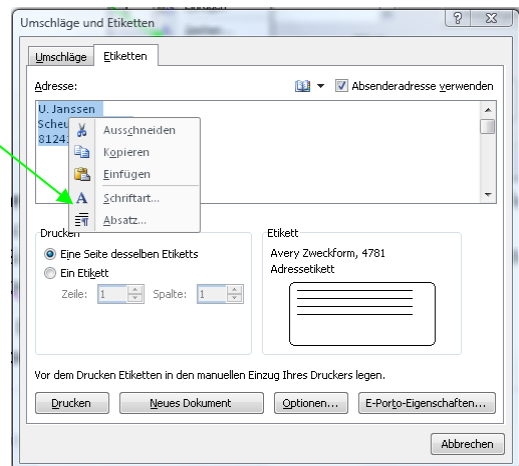 Umschläge und Etiketten
Umschläge Etiketten
Adresse: Absenderadresse verwenden
U. Janssen
Scheu
8124
Ausschneiden
Kopieren
Einfügen
Schriftart...
Absatz...
Drucken
Eine Seite desselben Etiketts
Ein Etikett
Zeile: 1 Spalte: 1
Etikett
Avery Zweckform, 4781
Adressetikett
Vor dem Drucken Etiketten in den manuellen Einzug Ihres Druckers legen.
Drucken Neues Dokument Optionen... E-Porto-Eigenschaften...
Abbrechen